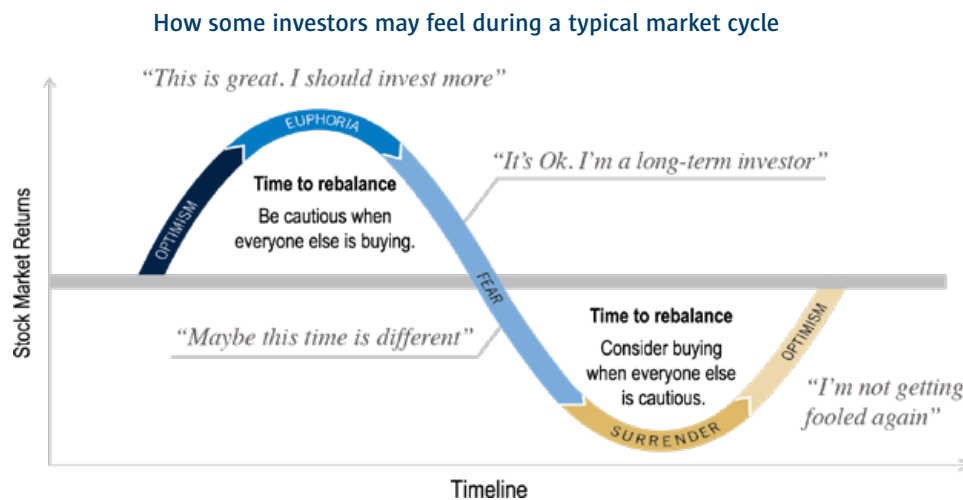 How some investors may feel during a typical market cycle
“This is great. I should invest more”
EUPHORIA
“It’s Ok. I’m a long-term investor”
Time to rebalance
Be cautious when
everyone else is buying.
OPTIMISM
Stock Market Returns
FEAR
“Maybe this time is different”
Time to rebalance
Consider buying
when everyone else
is cautious.
OPTIMISM
“I’m not getting
fooled again”
SURRENDER
Timeline